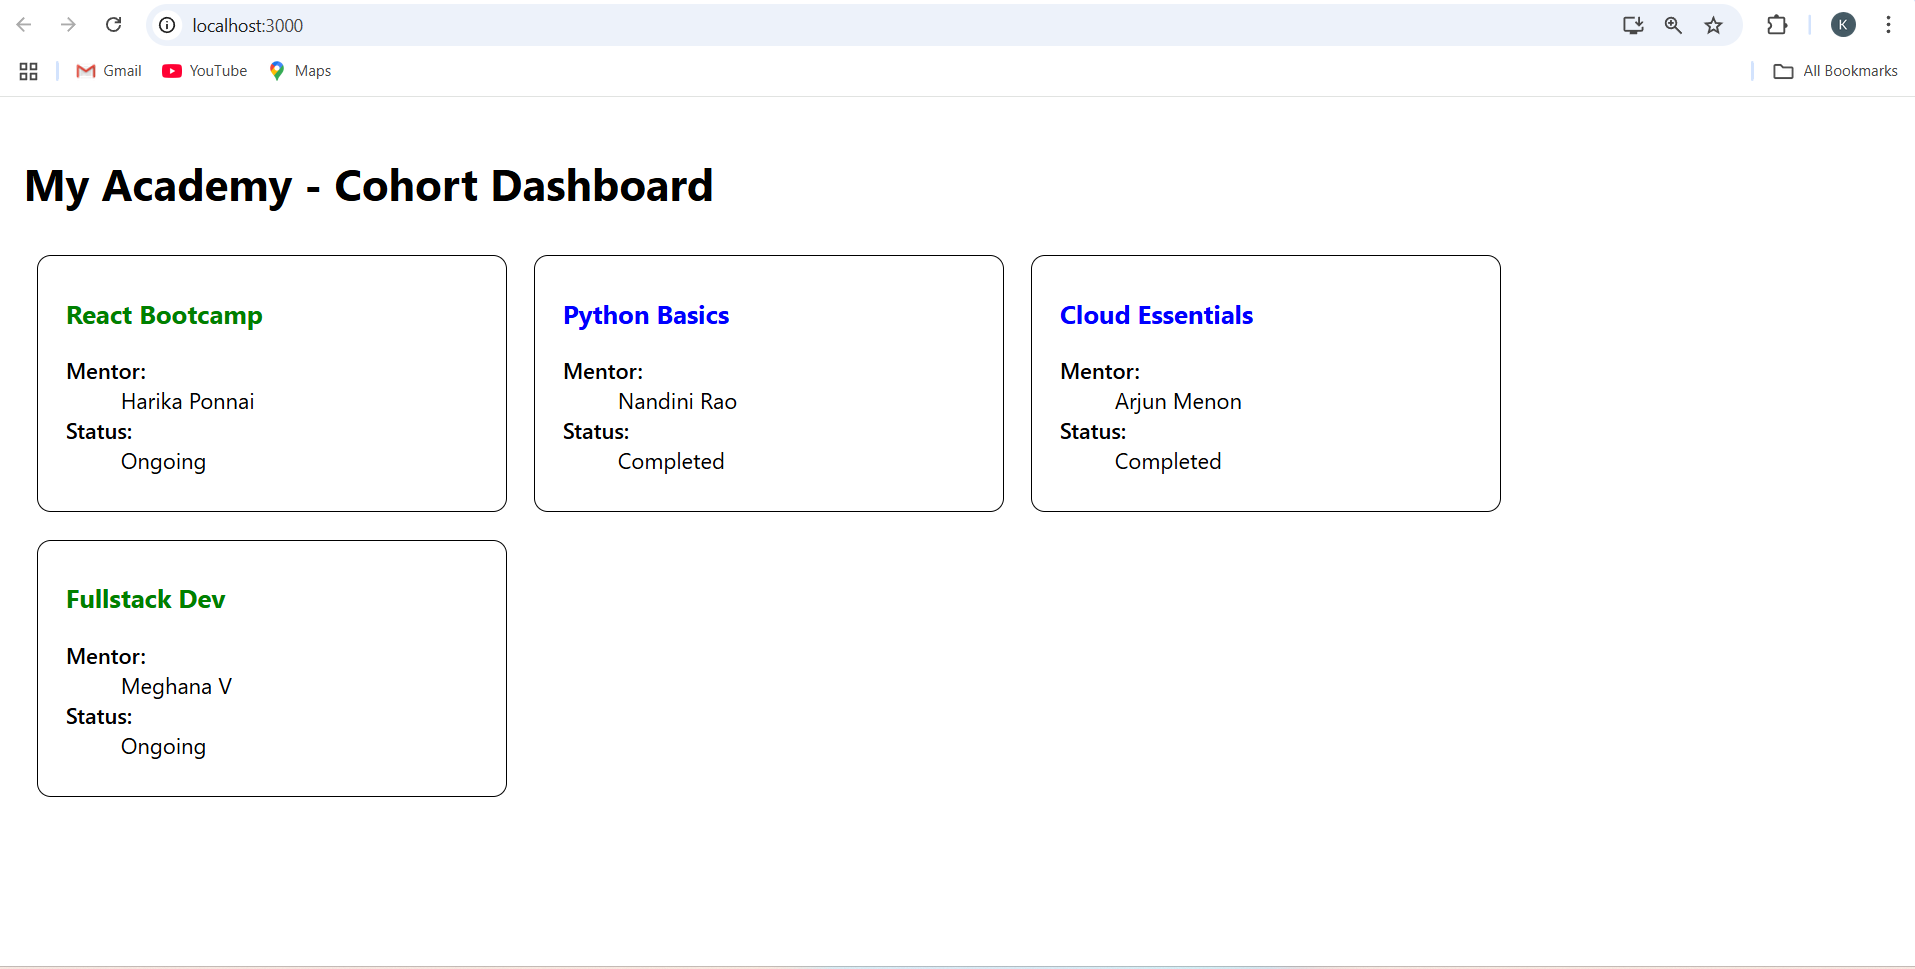 localhost:3000
K
Gmail
YouTube
Maps
All Bookmarks
My Academy - Cohort Dashboard
React Bootcamp
Mentor:
Harika Ponnai
Status:
Ongoing
Python Basics
Mentor:
Nandini Rao
Status:
Completed
Cloud Essentials
Mentor:
Arjun Menon
Status:
Completed
Fullstack Dev
Mentor:
Meghana V
Status:
Ongoing